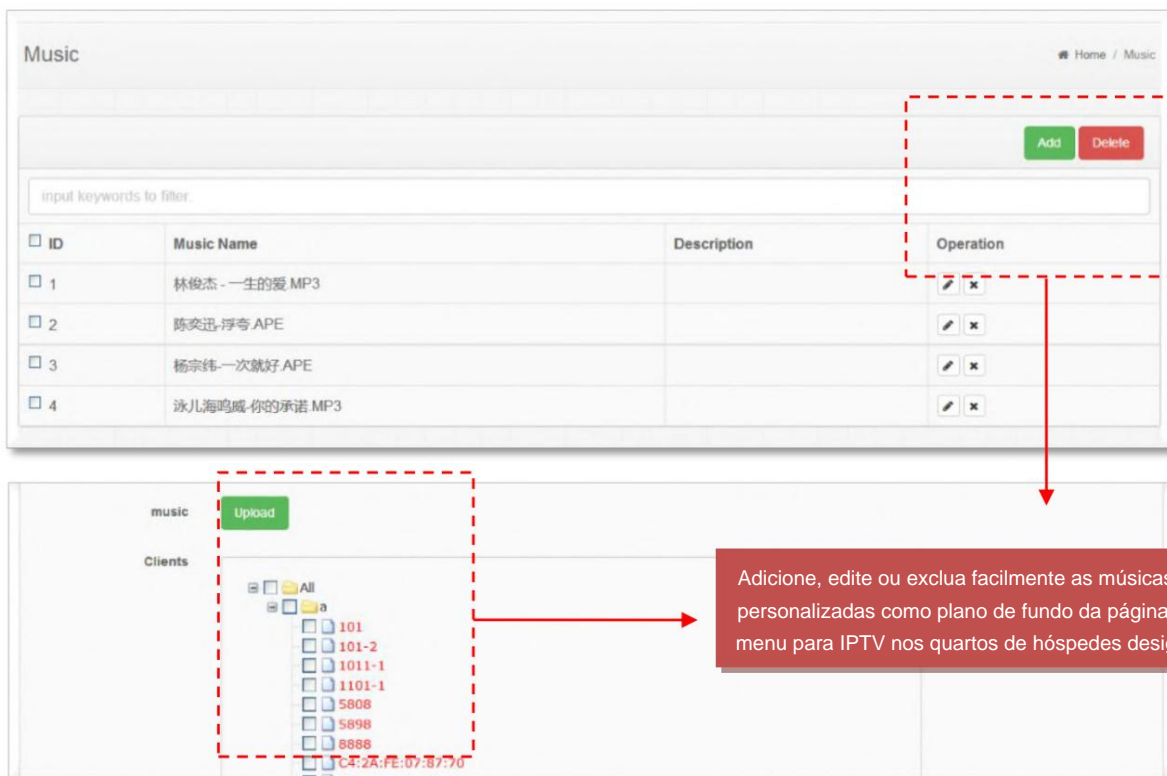 Music
Home / Music
Add Delete
input keywords to filter.
ID Music Name Description Operation
1 林俊杰 - 一生的爱.MP3
2 陈奕迅-浮夸.APE
3 杨宗纬-一次就好.APE
4 泳儿海鸣威-你的承诺.MP3
music Upload
Clients
All
a
101
101-2
1011-1
1101-1
5808
5898
8888
C4:2A:FE:07:87:70
Adicione, edite ou exclua facilmente as músicas
personalizadas como plano de fundo da página
menu para IPTV nos quartos de hóspedes desig